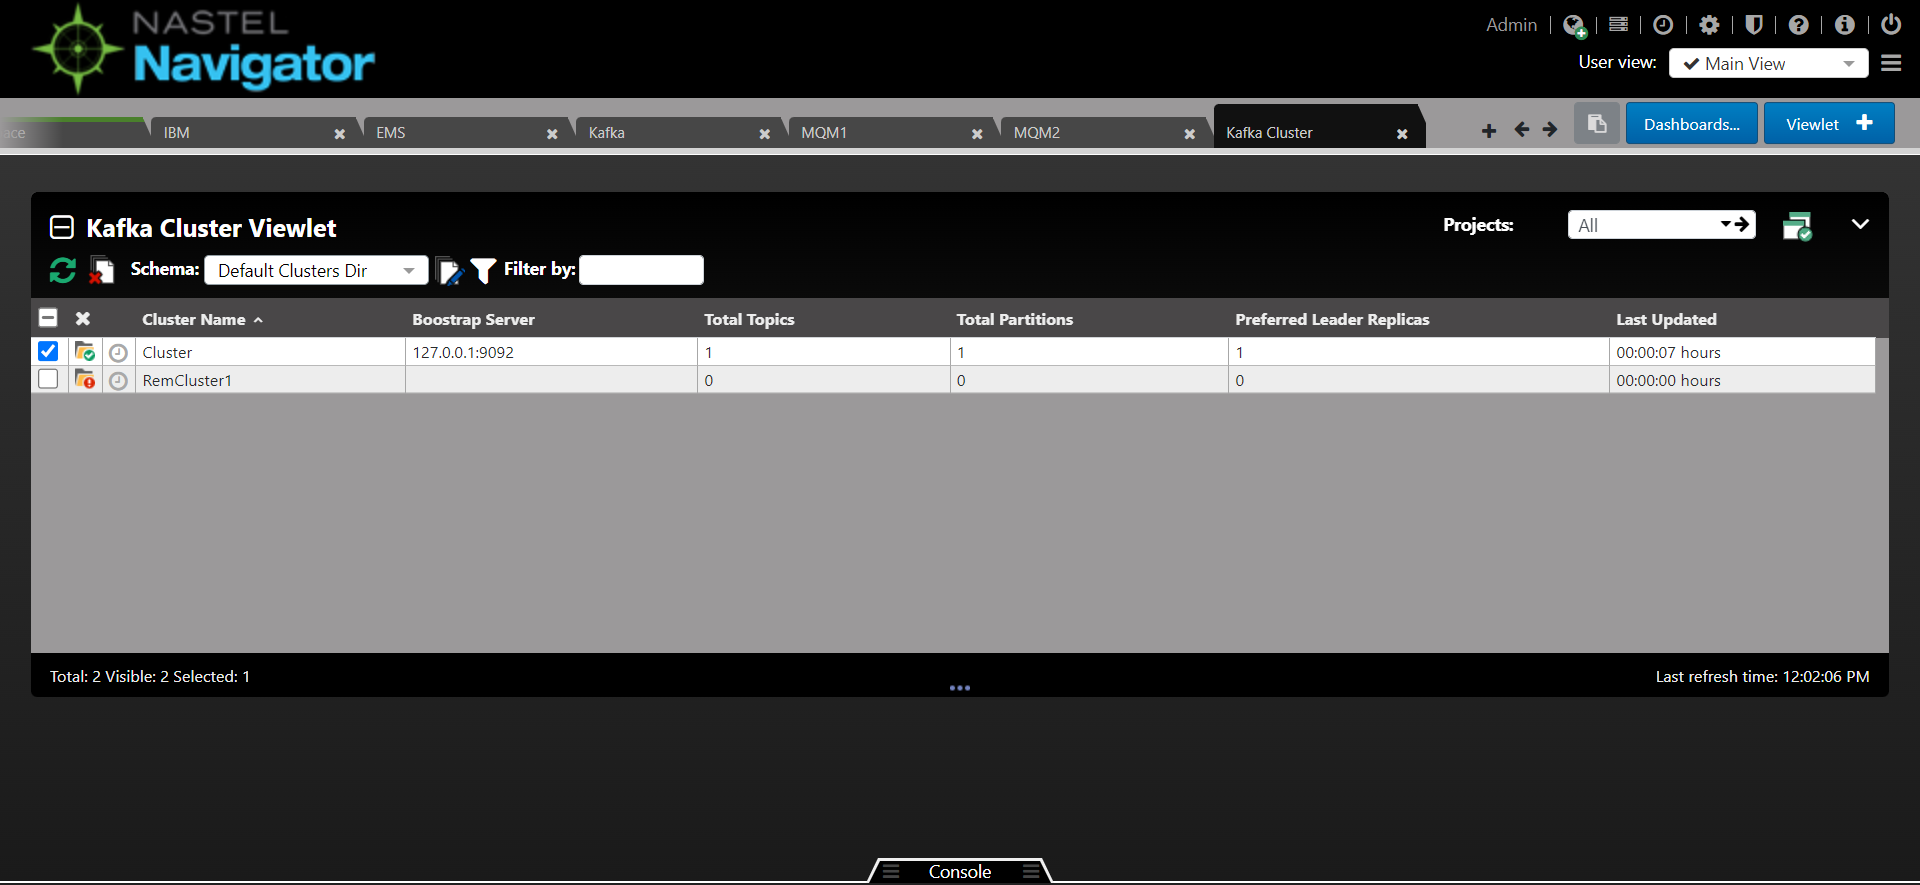 NASTEL
Navigator
Admin
User view: Main View
ace
IBM
EMS
Kafka
MQM1
MQM2
Kafka Cluster
Dashboards...
Viewlet
Kafka Cluster Viewlet
Projects: All
Schema: Default Clusters Dir
Filter by:
Cluster Name Boostrap Server Total Topics Total Partitions Preferred Leader Replicas Last Updated
Cluster 127.0.0.1:9092 1 1 1 00:00:07 hours
RemCluster1 0 0 0 00:00:00 hours
Total: 2 Visible: 2 Selected: 1
Last refresh time: 12:02:06 PM
Console